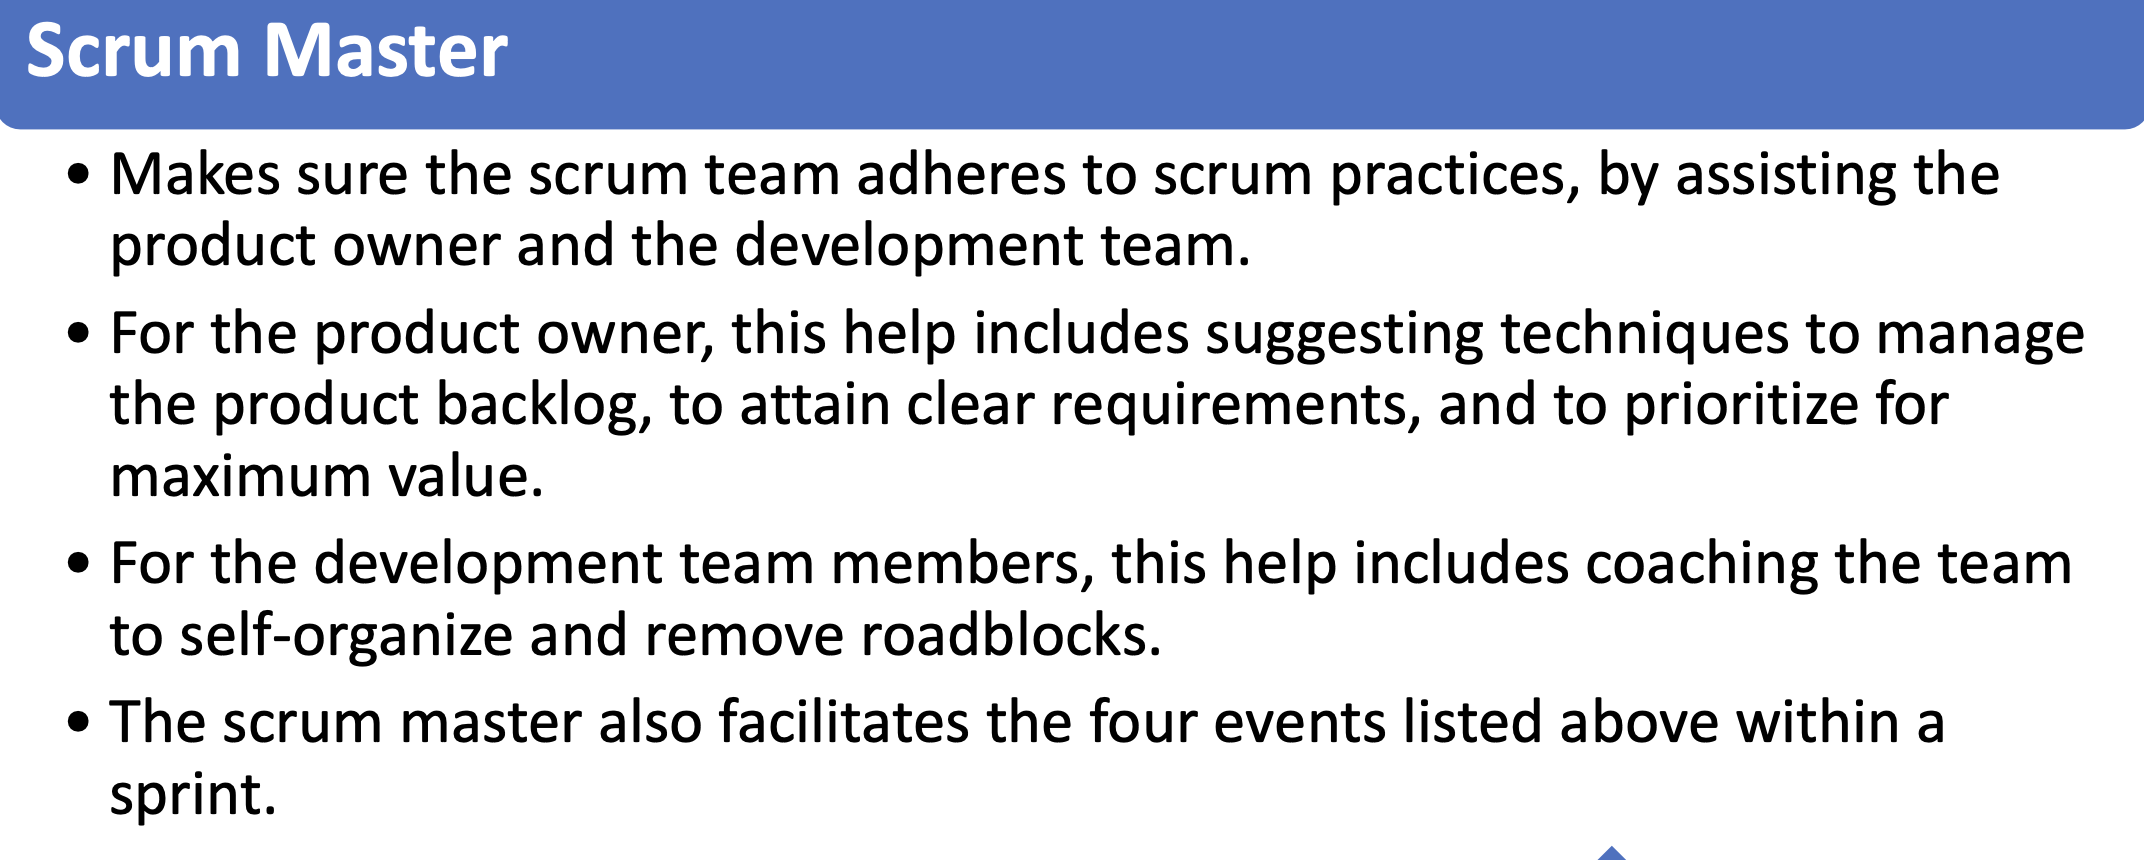 Scrum Master
• Makes sure the scrum team adheres to scrum practices, by assisting the
product owner and the development team.
• For the product owner, this help includes suggesting techniques to manage
the product backlog, to attain clear requirements, and to prioritize for
maximum value.
• For the development team members, this help includes coaching the team
to self-organize and remove roadblocks.
• The scrum master also facilitates the four events listed above within a
sprint.